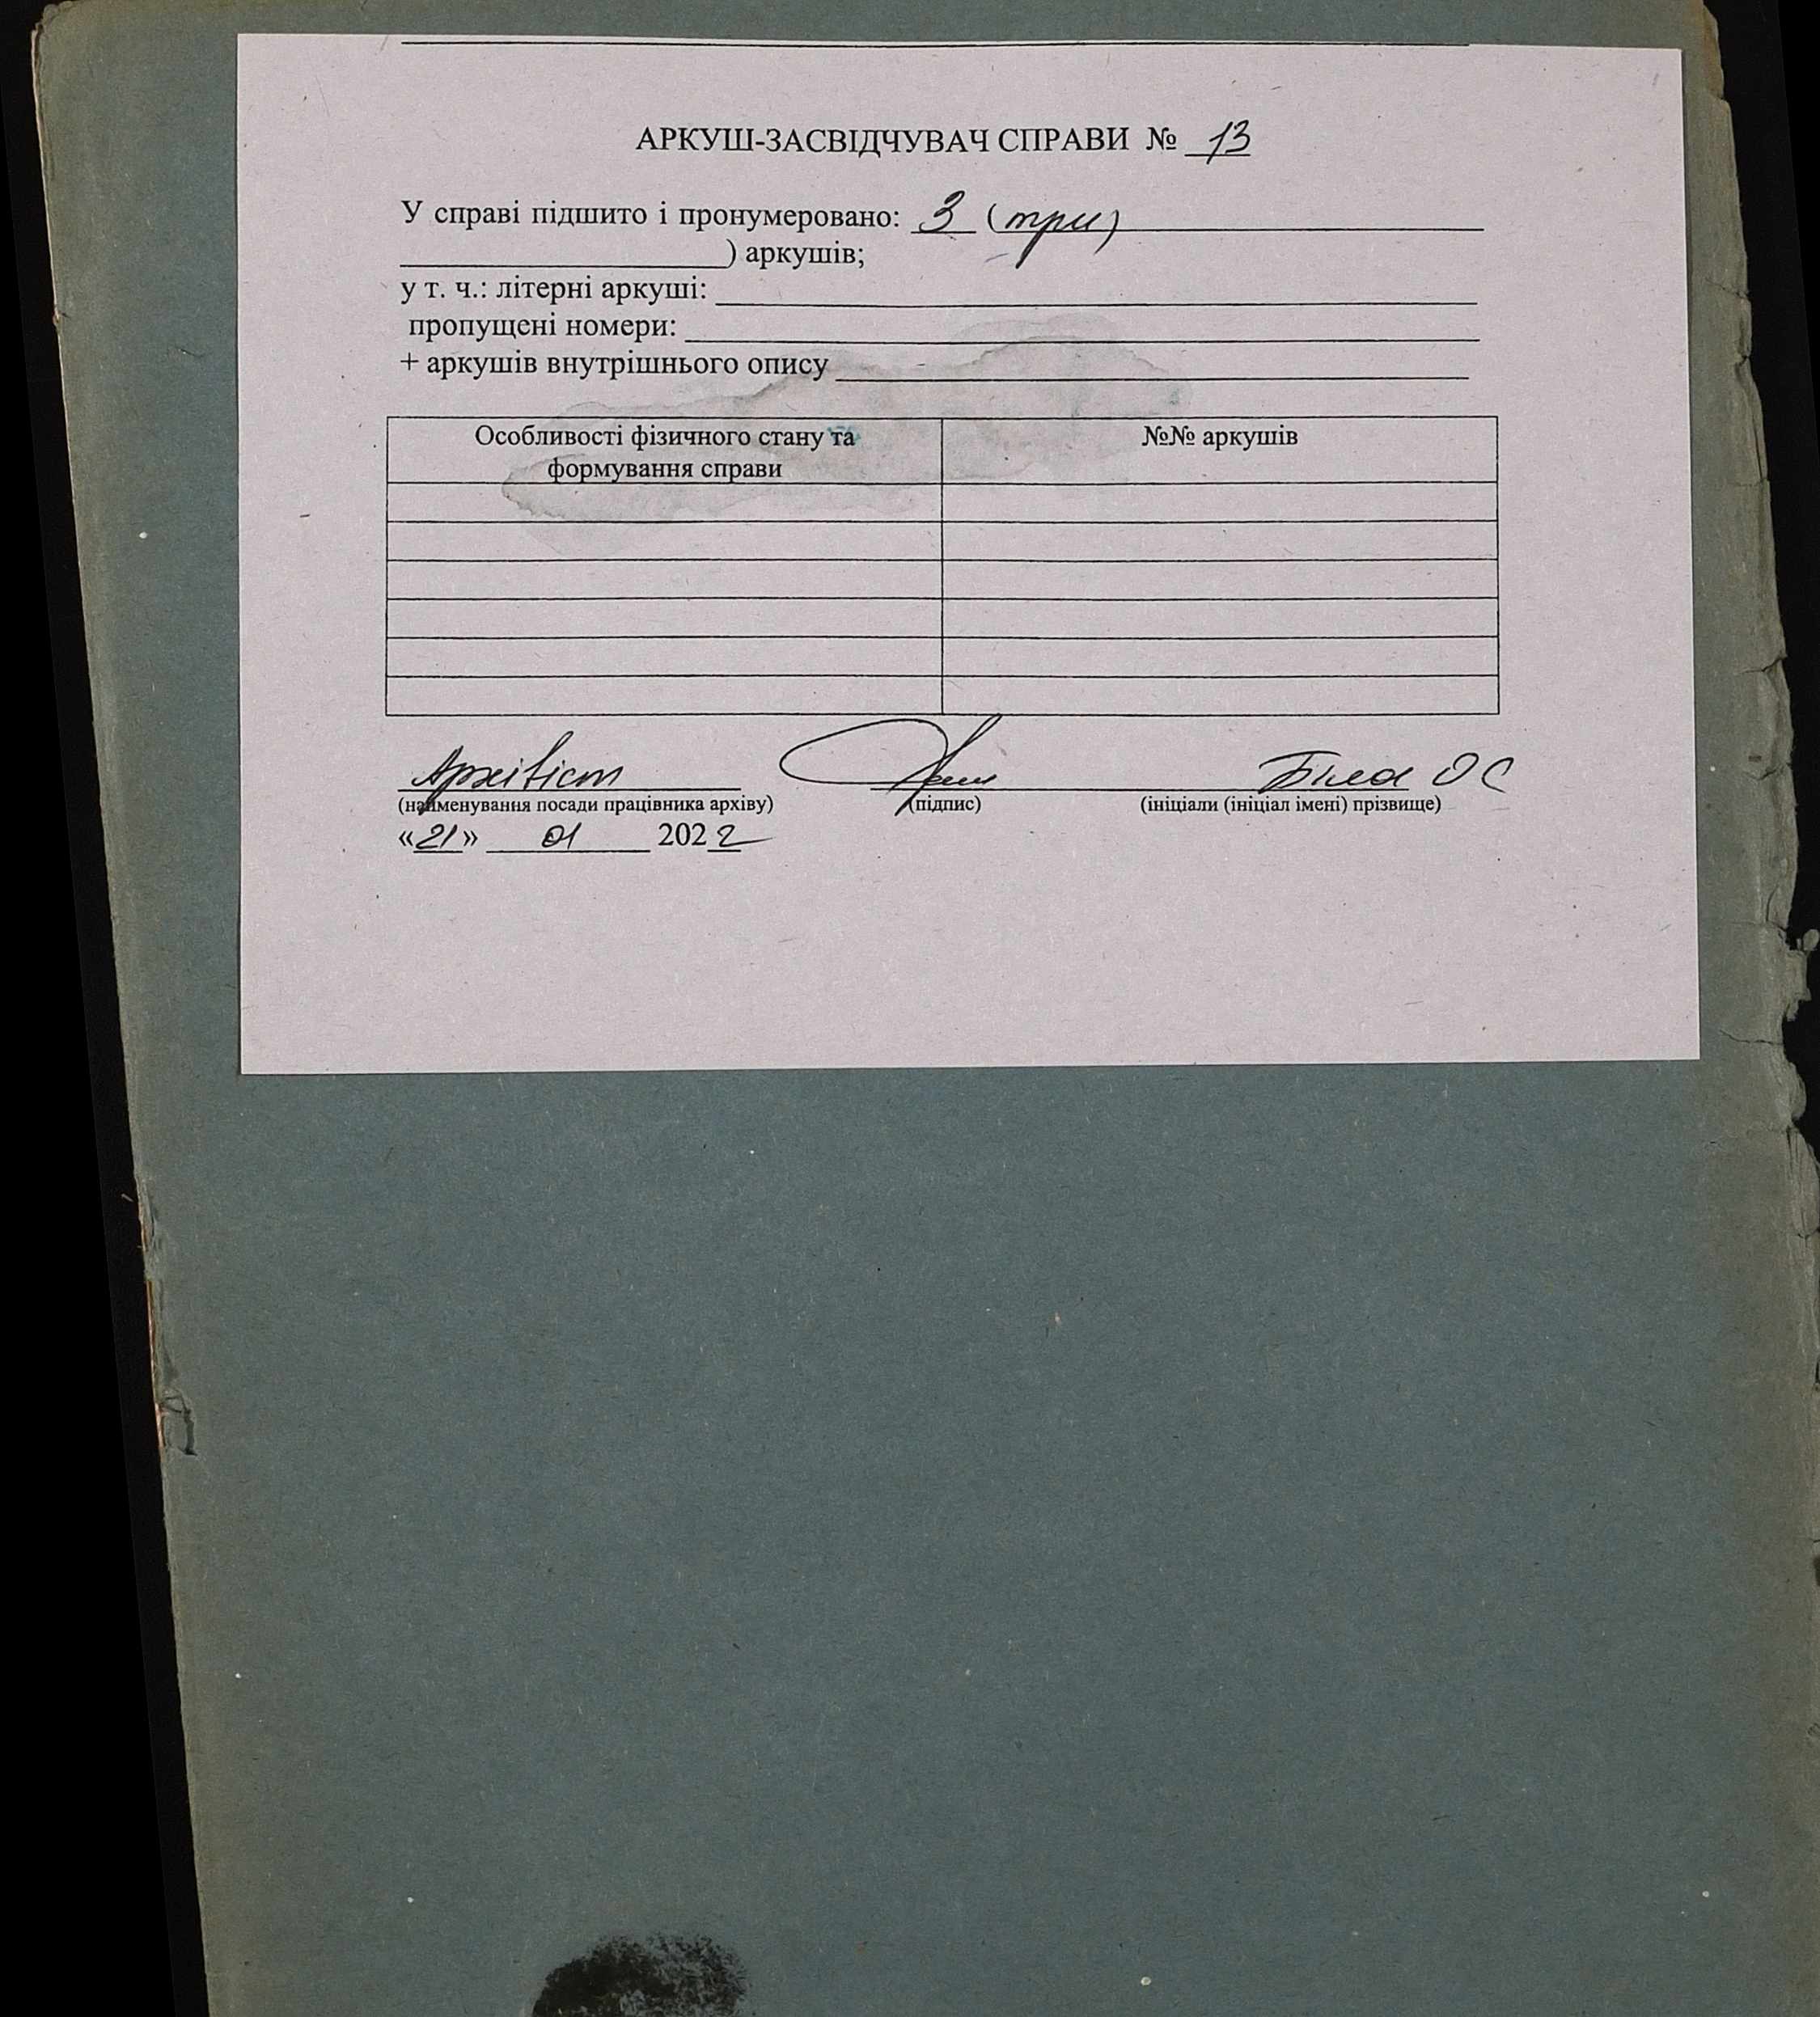 АРКУШ-ЗАСВІДЧУВАЧ СПРАВИ № 13
У справі підшито і пронумеровано: 3 (три)
) аркушів;
у т. ч.: літерні аркуші:
пропущені номери:
+ аркушів внутрішнього опису
Особливості фізичного стану та формування справи №№ аркушів
Архівіст Біла О С
(найменування посади працівника архіву) (підпис) (ініціали (ініціал імені) прізвище)
«21» 01 2022